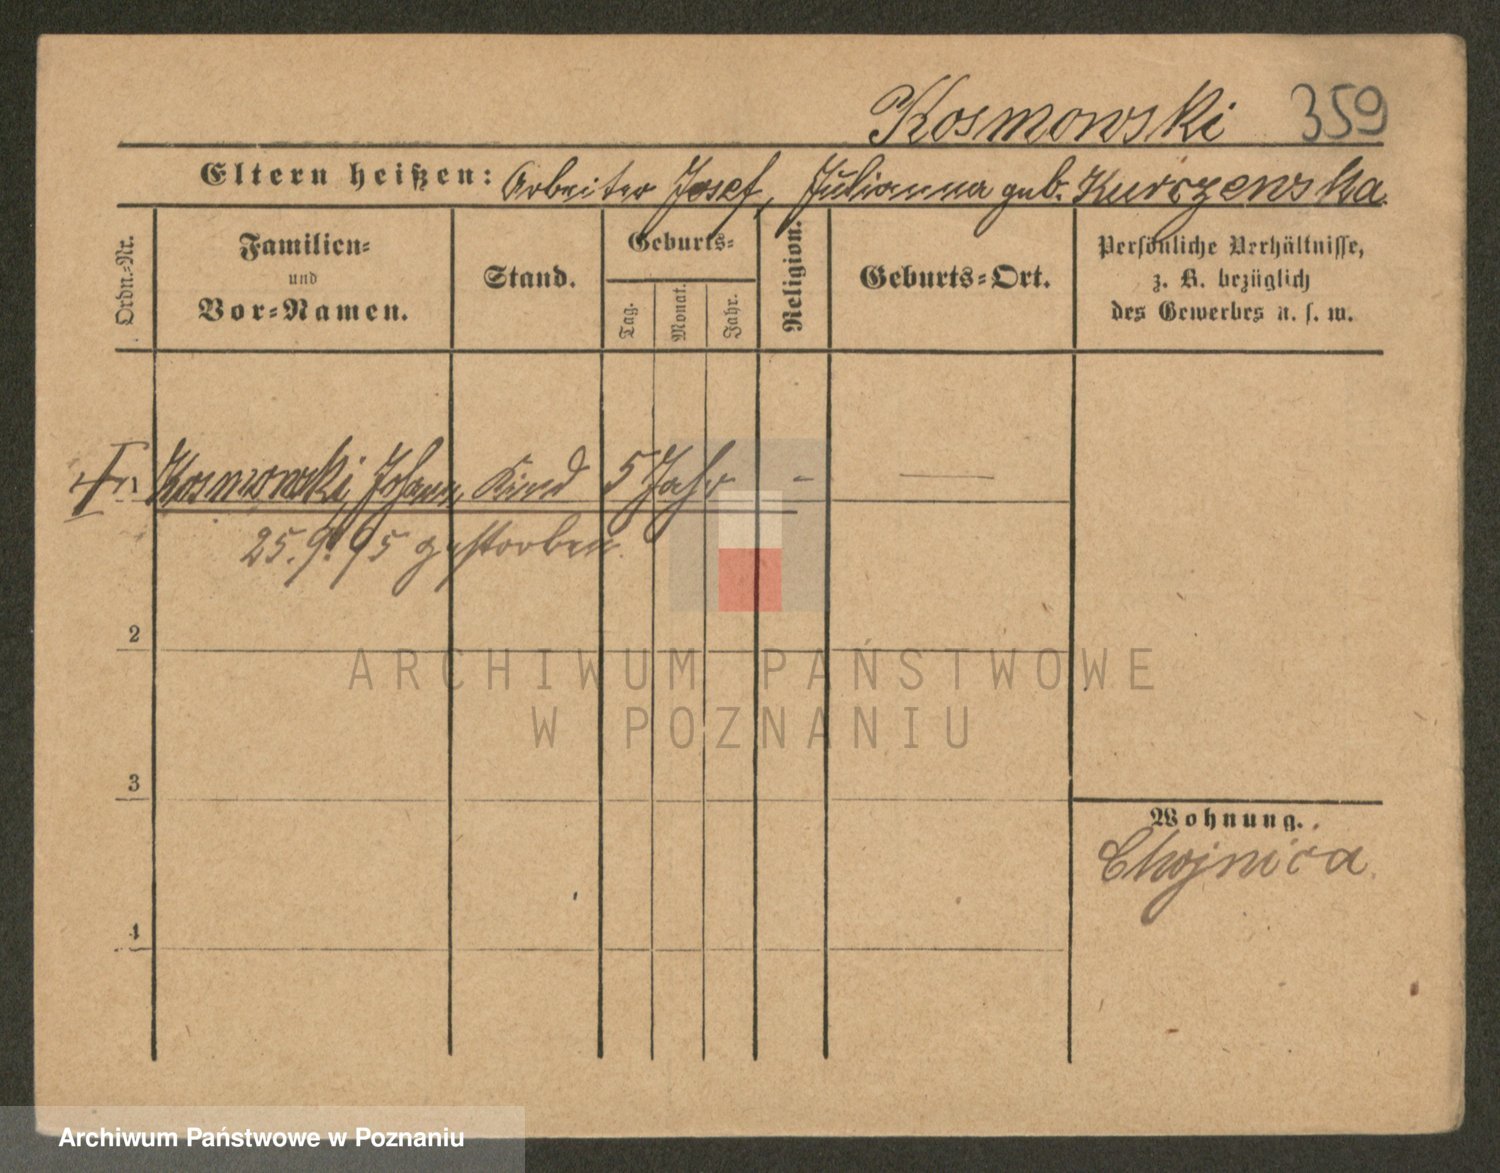 Kosmowski 359
Eltern heißen: Arbeiter Josef, Julianna geb. Kurczewska.
Ordn.-Nr.
Familien-
und
Vor-Namen.
Stand.
Geburts-
Tag.
Monat.
Jahr.
Religion.
Geburts-Ort.
Persönliche Verhältnisse,
z. B. bezüglich
des Gewerbes u. s. w.
1 Kosmowski, Johann, Kind 5 Jahr - —
25.9.95 gestorben.
2
ARCHIWUM PAŃSTWOWE
W POZNANIU
3
Wohnung.
Chojnica.
4
Archiwum Państwowe w Poznaniu